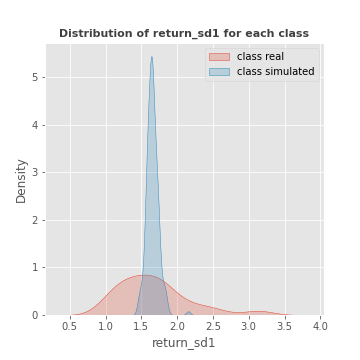 Distribution of return_sd1 for each class
class real
class simulated
Density
5
4
3
2
1
0
0.5 1.0 1.5 2.0 2.5 3.0 3.5 4.0
return_sd1